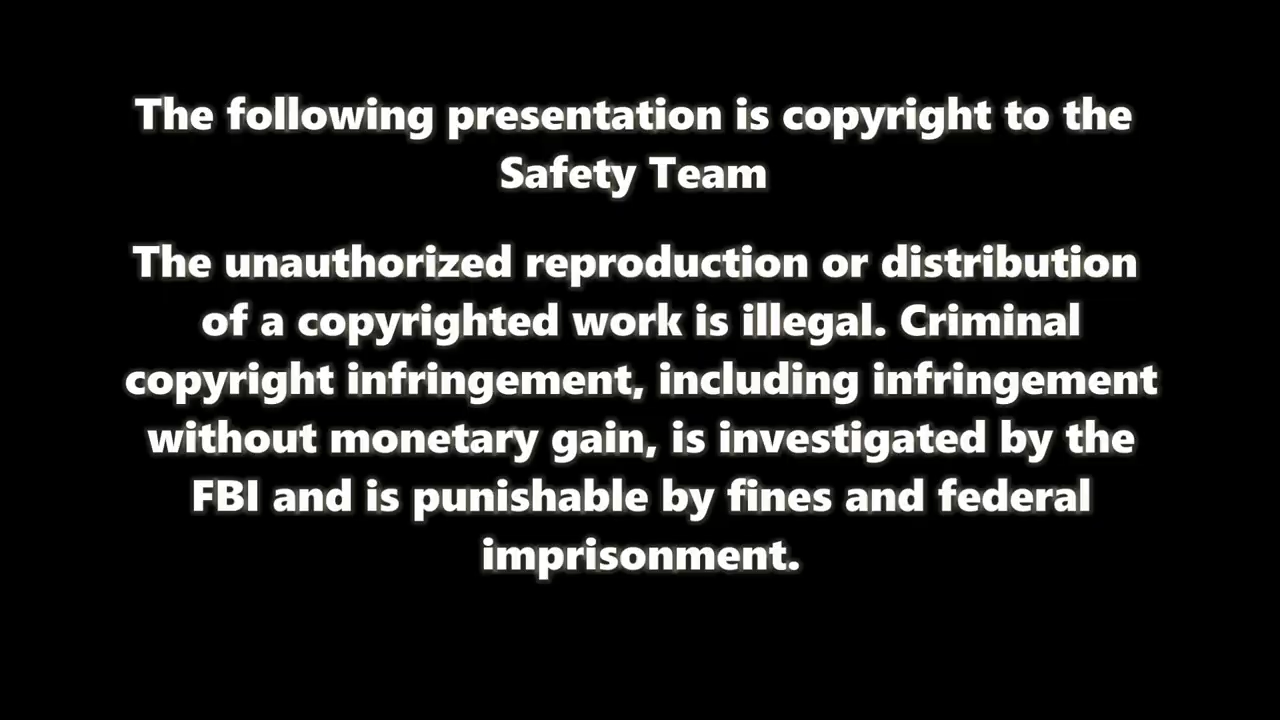 The following presentation is copyright to the
Safety Team
The unauthorized reproduction or distribution
of a copyrighted work is illegal. Criminal
copyright infringement, including infringement
without monetary gain, is investigated by the
FBI and is punishable by fines and federal
imprisonment.